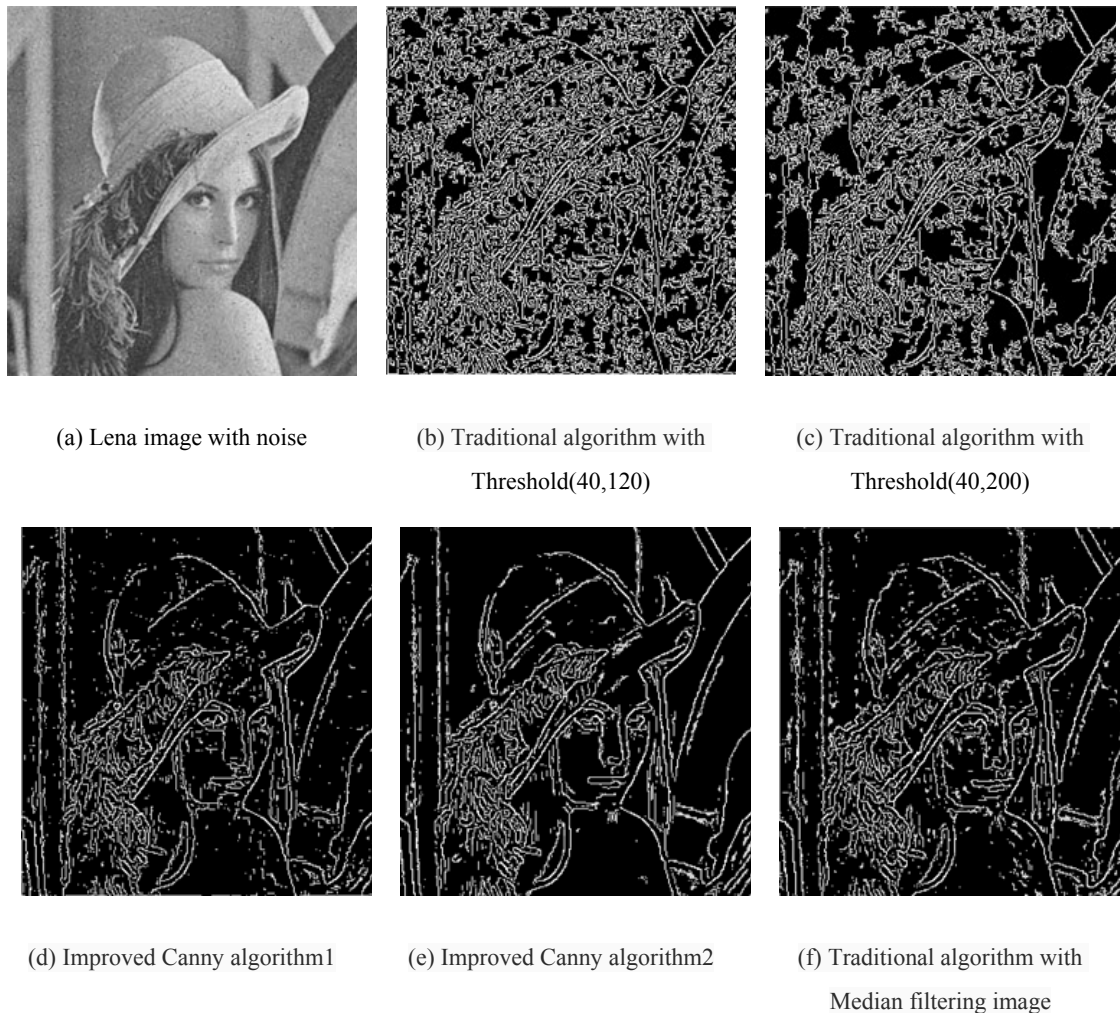 (a) Lena image with noise
(b) Traditional algorithm with
Threshold(40,120)
(c) Traditional algorithm with
Threshold(40,200)
(d) Improved Canny algorithm1
(e) Improved Canny algorithm2
(f) Traditional algorithm with
Median filtering image